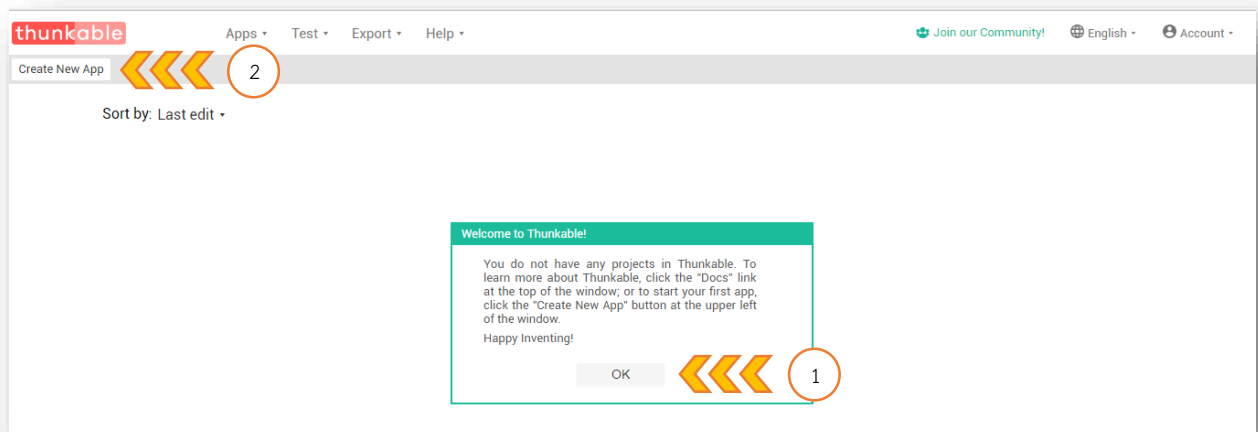 thunkable Apps Test Export Help Join our Community! English Account
Create New App 2
Sort by: Last edit
Welcome to Thunkable!
You do not have any projects in Thunkable. To
learn more about Thunkable, click the "Docs" link
at the top of the window; or to start your first app,
click the "Create New App" button at the upper left
of the window.
Happy Inventing!
OK 1